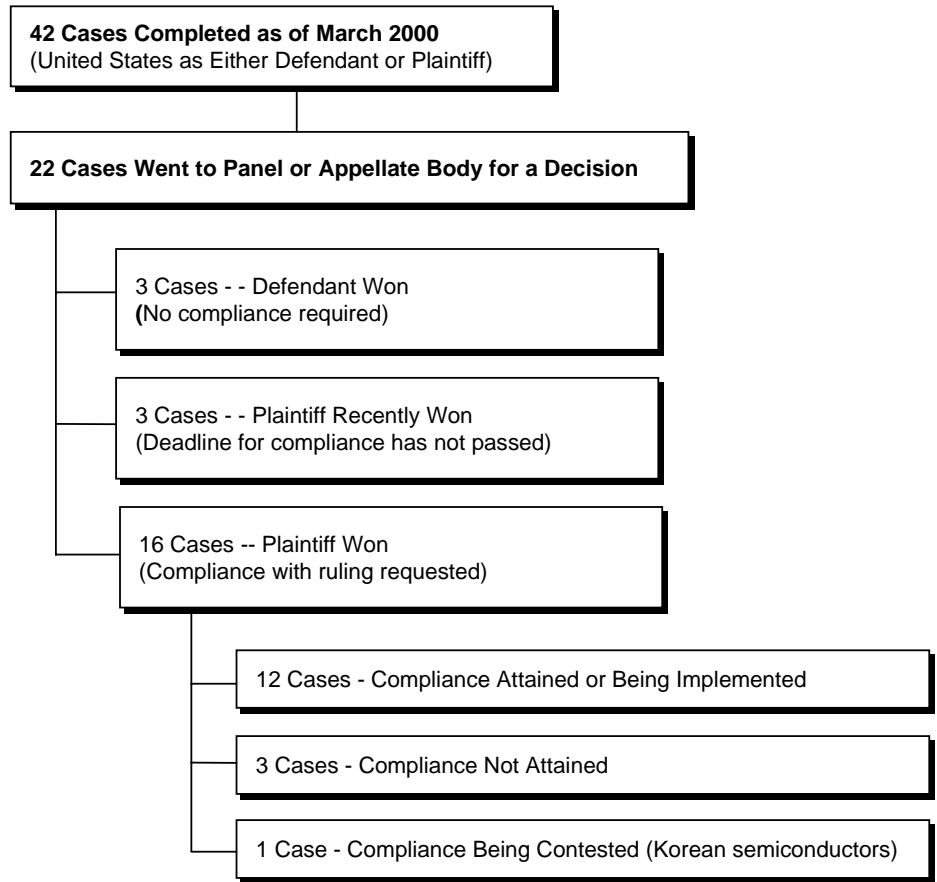 42 Cases Completed as of March 2000
(United States as Either Defendant or Plaintiff)
22 Cases Went to Panel or Appellate Body for a Decision
3 Cases - - Defendant Won
(No compliance required)
3 Cases - - Plaintiff Recently Won
(Deadline for compliance has not passed)
16 Cases -- Plaintiff Won
(Compliance with ruling requested)
12 Cases - Compliance Attained or Being Implemented
3 Cases - Compliance Not Attained
1 Case - Compliance Being Contested (Korean semiconductors)